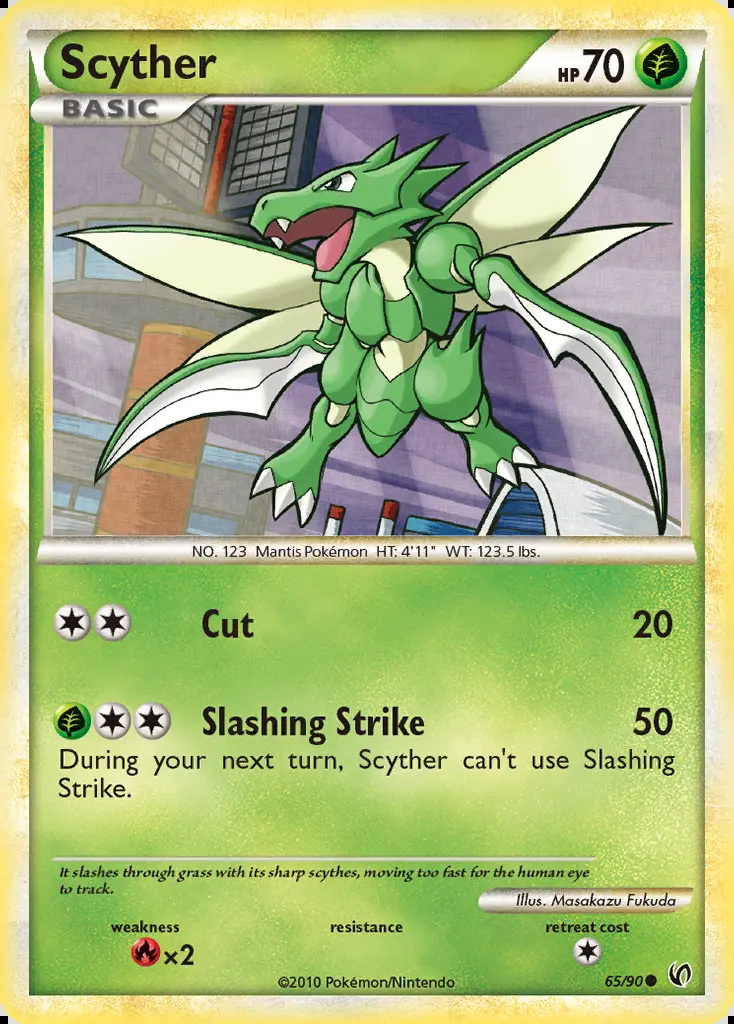 Scyther
HP 70
BASIC
NO. 123 Mantis Pokémon HT: 4'11" WT: 123.5 lbs.
Cut 20
Slashing Strike 50
During your next turn, Scyther can't use Slashing
Strike.
It slashes through grass with its sharp scythes, moving too fast for the human eye
to track.
Illus. Masakazu Fukuda
weakness resistance retreat cost
×2
©2010 Pokémon/Nintendo 65/90